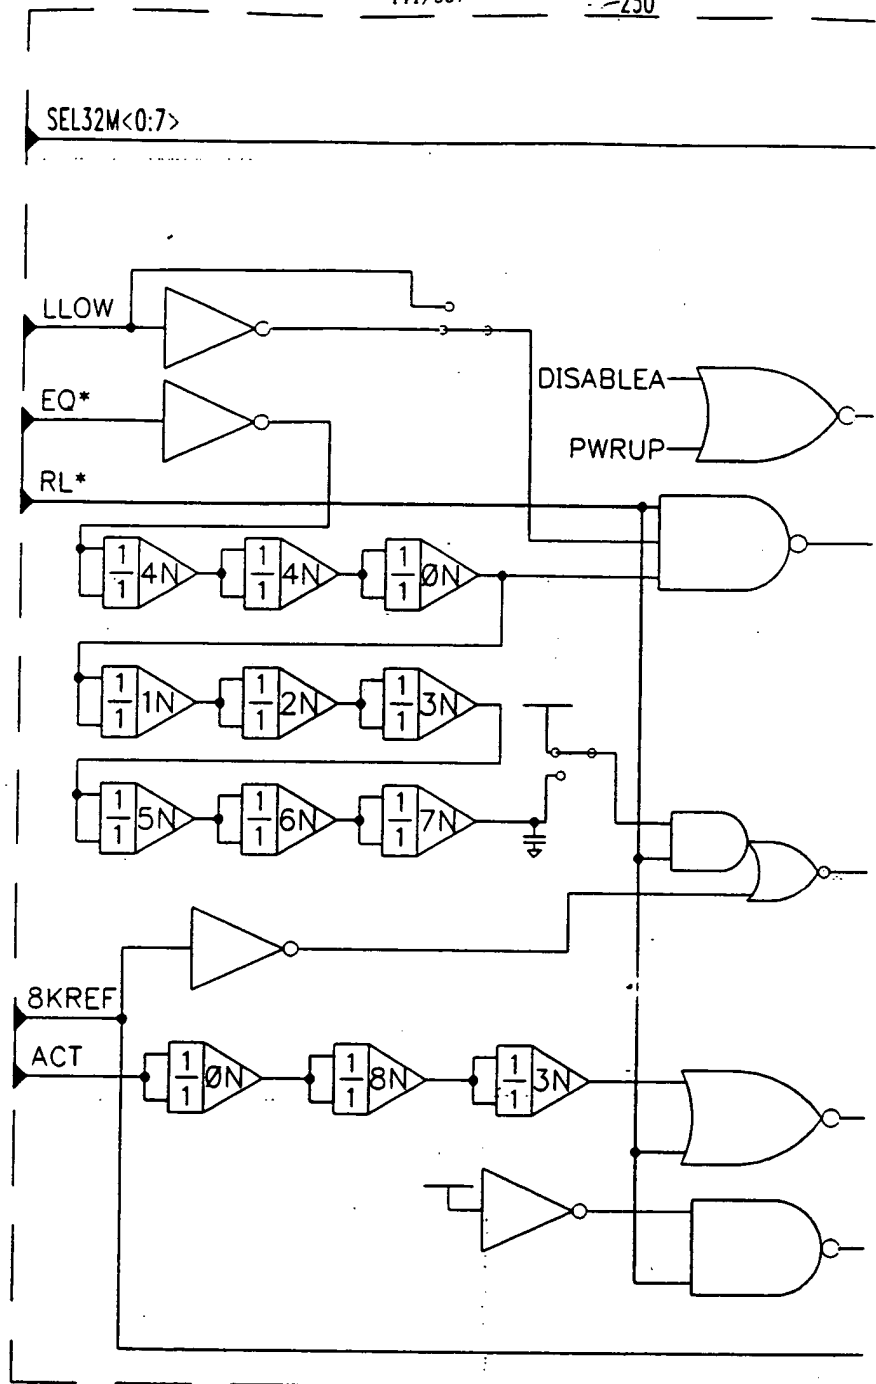 250
SEL32M<0:7>
LLOW
EQ*
RL*
DISABLEA
PWRUP
1/1 4N 1/1 4N 1/1 ØN
1/1 1N 1/1 2N 1/1 3N
1/1 5N 1/1 6N 1/1 7N
8KREF
ACT
1/1 ØN 1/1 8N 1/1 3N